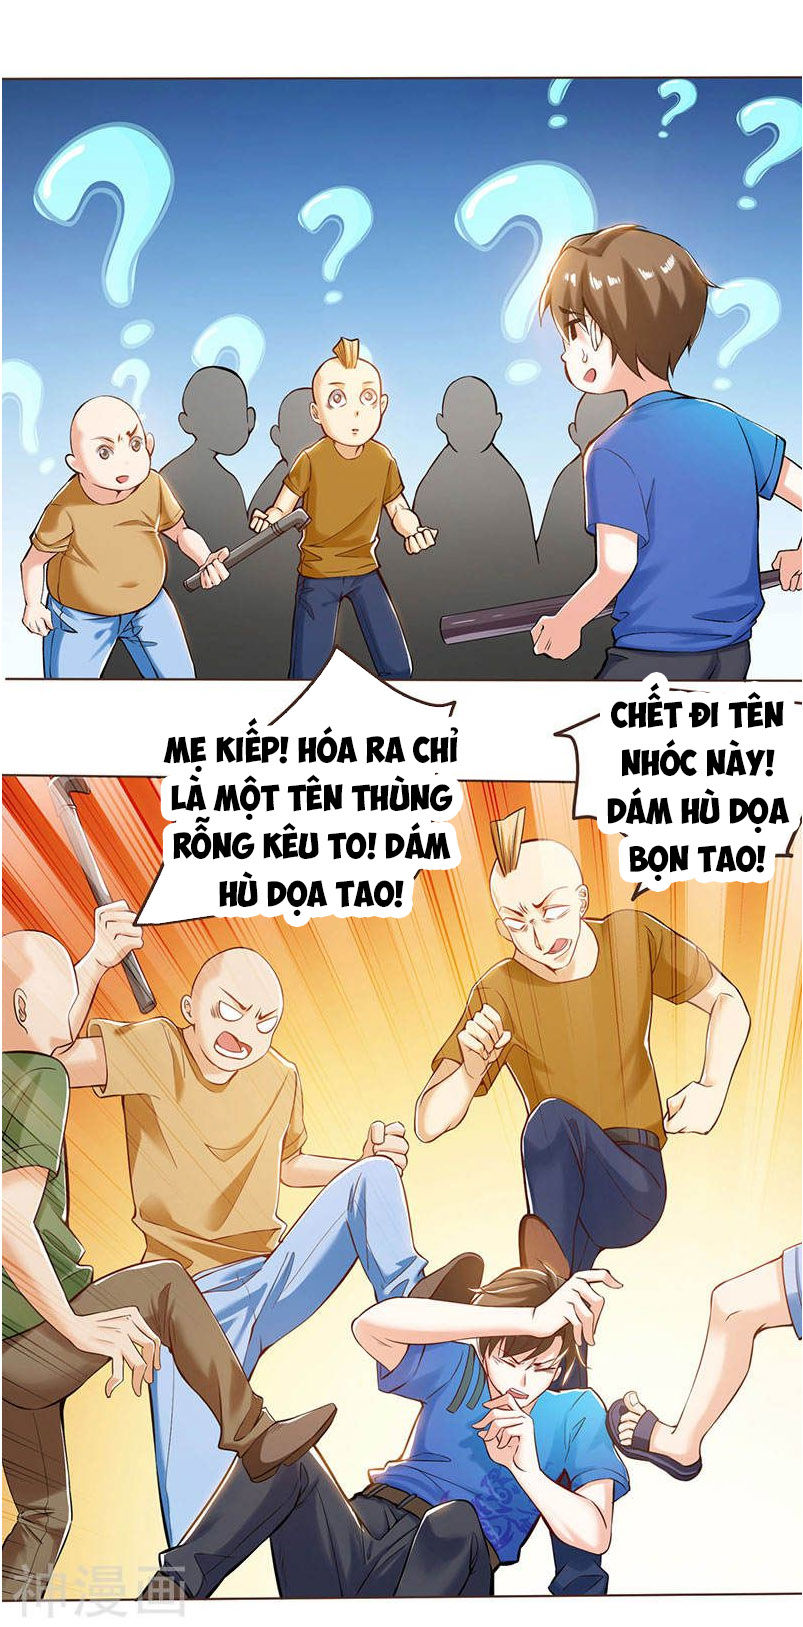 MẸ KIẾP! HÓA RA CHỈ
LÀ MỘT TÊN THÙNG
RỖNG KÊU TO! DÁM
HÙ DỌA TAO!
CHẾT ĐI TÊN
NHÓC NÀY!
DÁM HÙ DỌA
BỌN TAO!
神漫画